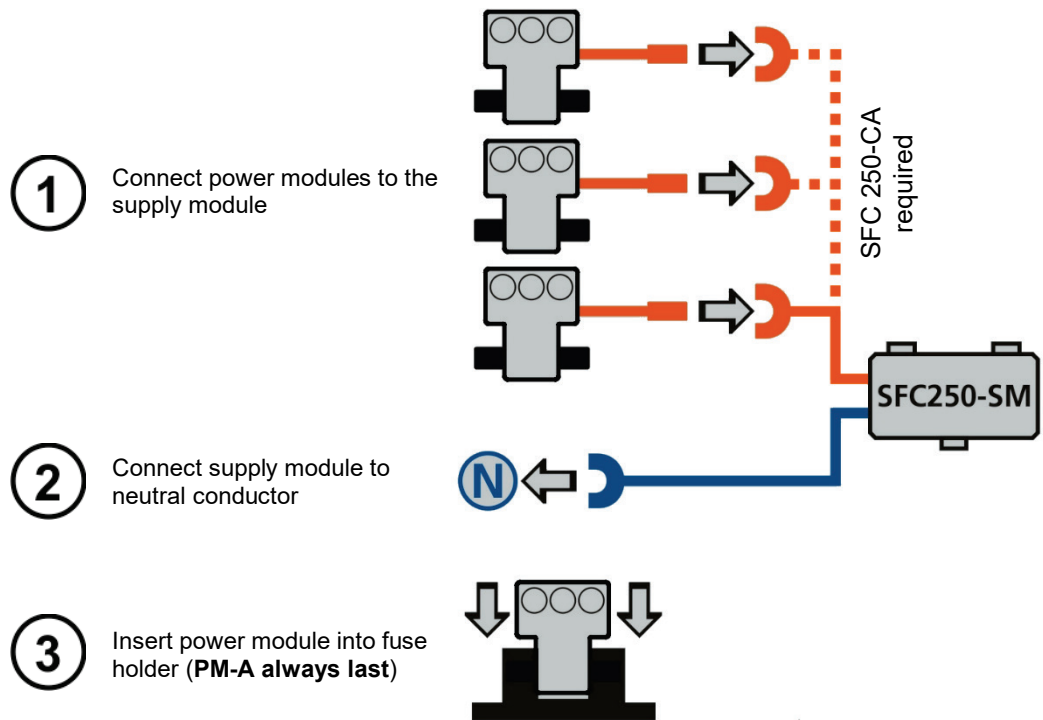 1
Connect power modules to the
supply module
SFC 250-CA
required
SFC250-SM
2
Connect supply module to
neutral conductor
N
3
Insert power module into fuse
holder (PM-A always last)